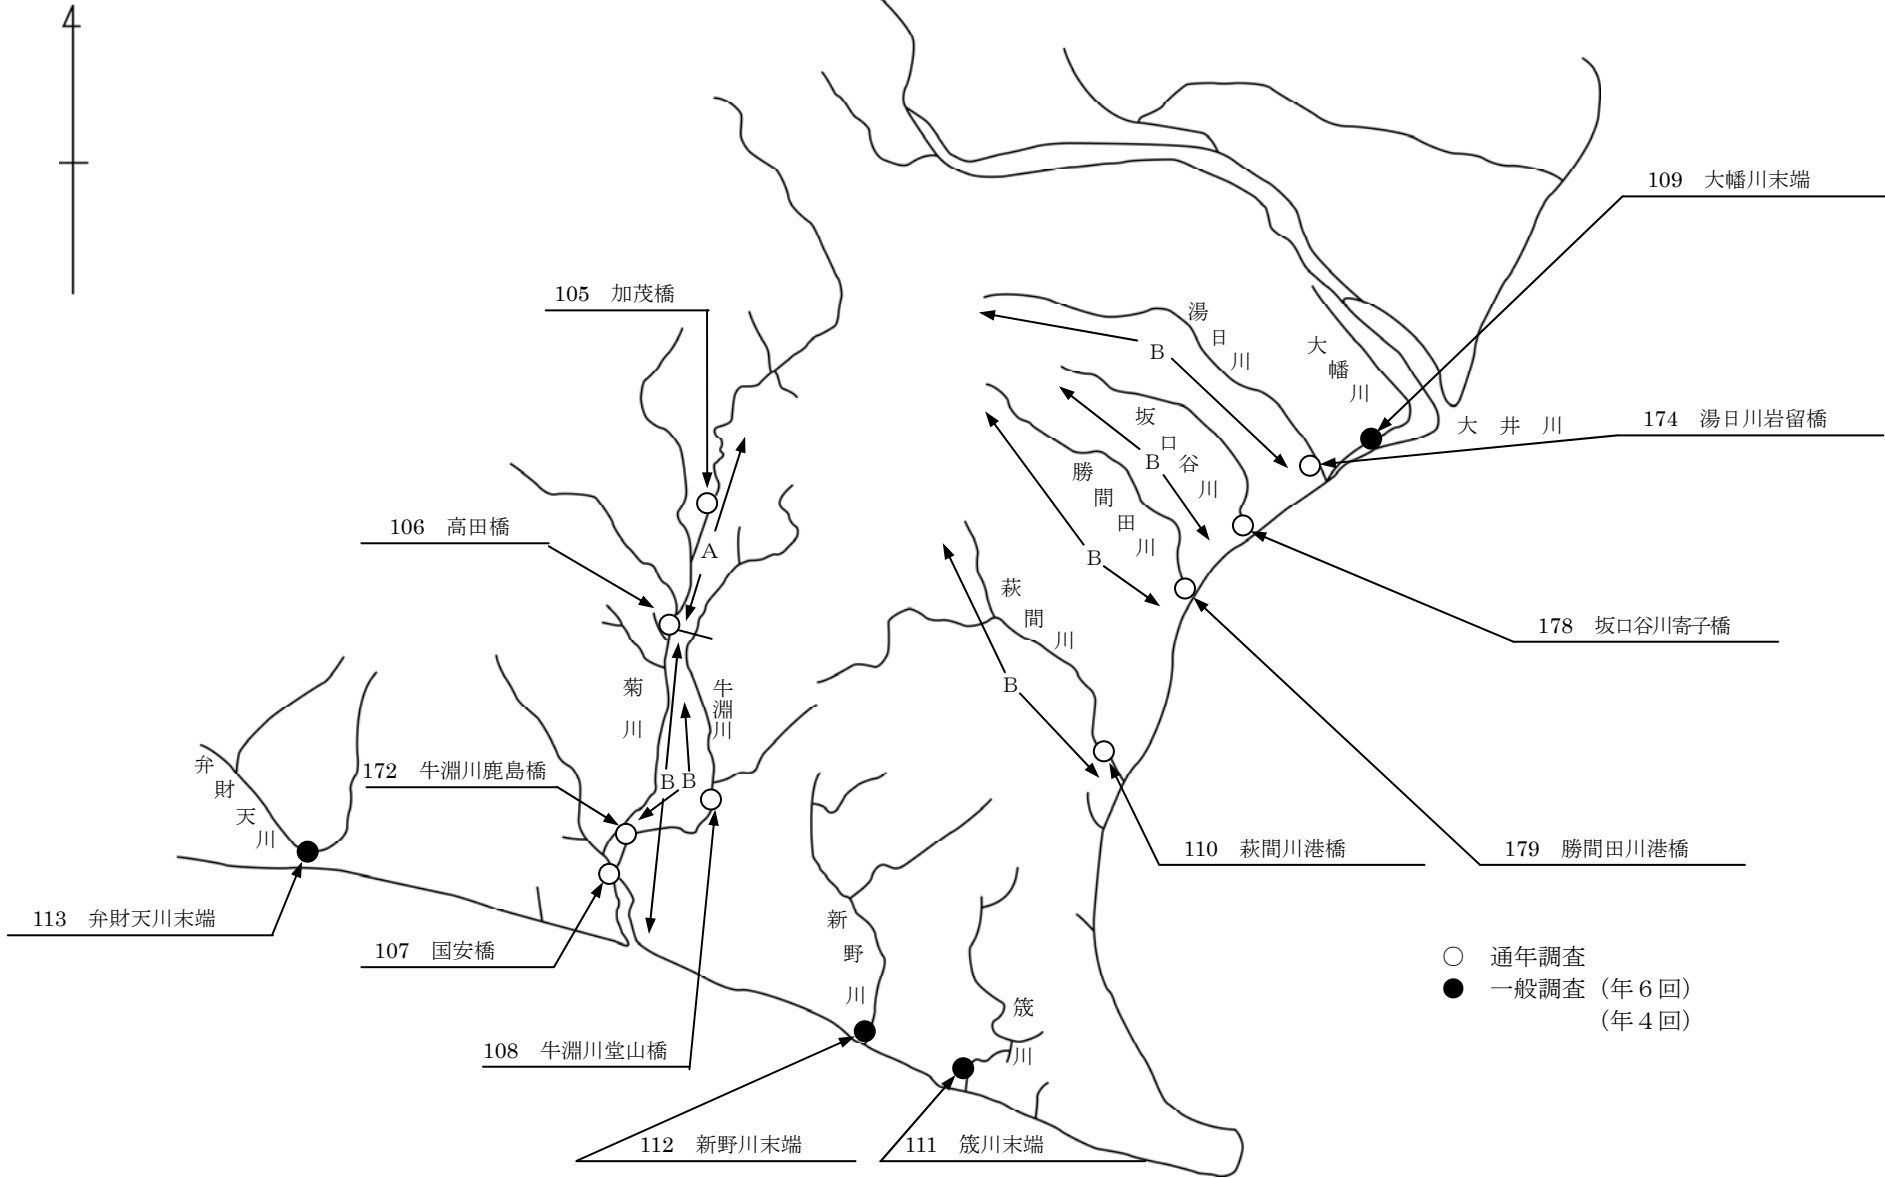 109 大幡川末端
105 加茂橋
湯日川
B
大幡川
174 湯日川岩留橋
大井川
坂口谷川
B
勝間田川
B
106 高田橋
A
178 坂口谷川寄子橋
萩間川
B
菊川
牛淵川
172 牛淵川鹿島橋
B
B
弁財天川
110 萩間川港橋
179 勝間田川港橋
113 弁財天川末端
107 国安橋
新野川
○ 通年調査
● 一般調査（年６回）
（年４回）
筬川
108 牛淵川堂山橋
112 新野川末端
111 筬川末端